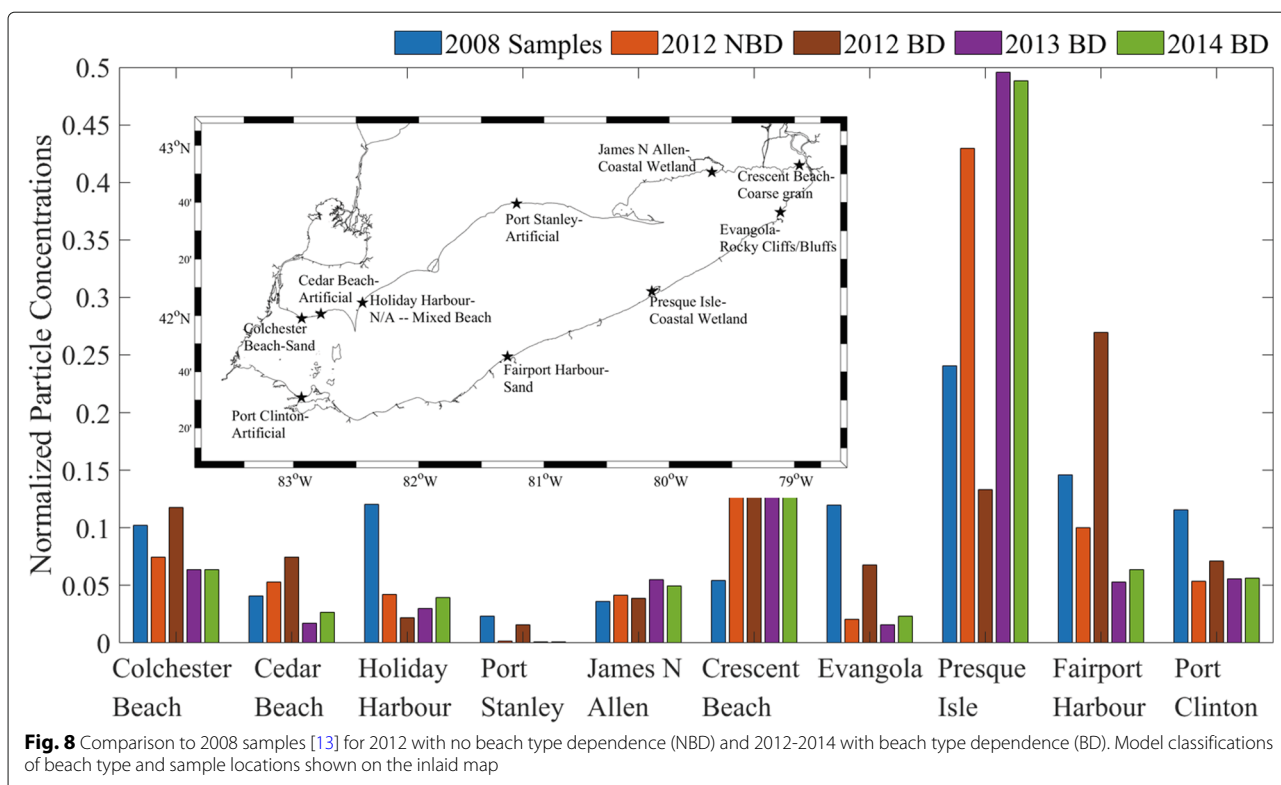 2008 Samples 2012 NBD 2012 BD 2013 BD 2014 BD
Normalized Particle Concentrations
0.5
0.45
0.4
0.35
0.3
0.25
0.2
0.15
0.1
0.05
0
43°N
40'
20'
42°N
40'
20'
83°W 82°W 81°W 80°W 79°W
James N Allen-
Coastal Wetland
Crescent Beach-
Coarse grain
Port Stanley-
Artificial
Evangola-
Rocky Cliffs/Bluffs
Cedar Beach-
Artificial
Holiday Harbour-
N/A -- Mixed Beach
Presque Isle-
Coastal Wetland
Colchester
Beach-Sand
Fairport Harbour-
Sand
Port Clinton-
Artificial
Colchester
Beach
Cedar
Beach
Holiday
Harbour
Port
Stanley
James N
Allen
Crescent
Beach
Evangola
Presque
Isle
Fairport
Harbour
Port
Clinton
Fig. 8 Comparison to 2008 samples [13] for 2012 with no beach type dependence (NBD) and 2012-2014 with beach type dependence (BD). Model classifications
of beach type and sample locations shown on the inlaid map